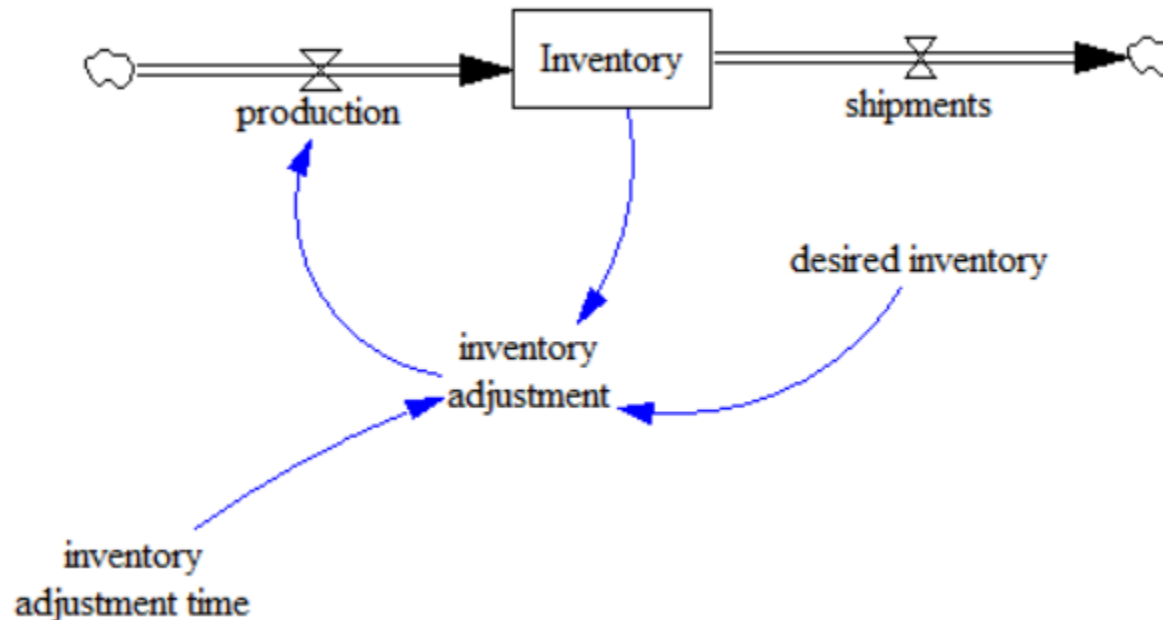 Inventory
production
shipments
desired inventory
inventory
adjustment
inventory
adjustment time